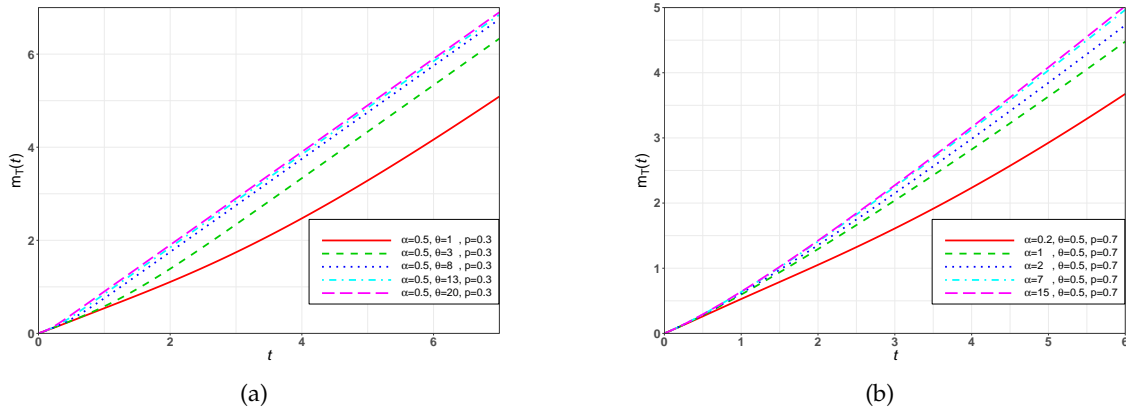 6
4
2
0
m_T(t)
0
2
4
6
t
α=0.5, θ=1 , p=0.3
α=0.5, θ=3 , p=0.3
α=0.5, θ=8 , p=0.3
α=0.5, θ=13, p=0.3
α=0.5, θ=20, p=0.3
(a)
5
4
3
2
1
0
m_T(t)
0
1
2
3
4
5
6
t
α=0.2, θ=0.5, p=0.7
α=1 , θ=0.5, p=0.7
α=2 , θ=0.5, p=0.7
α=7 , θ=0.5, p=0.7
α=15 , θ=0.5, p=0.7
(b)